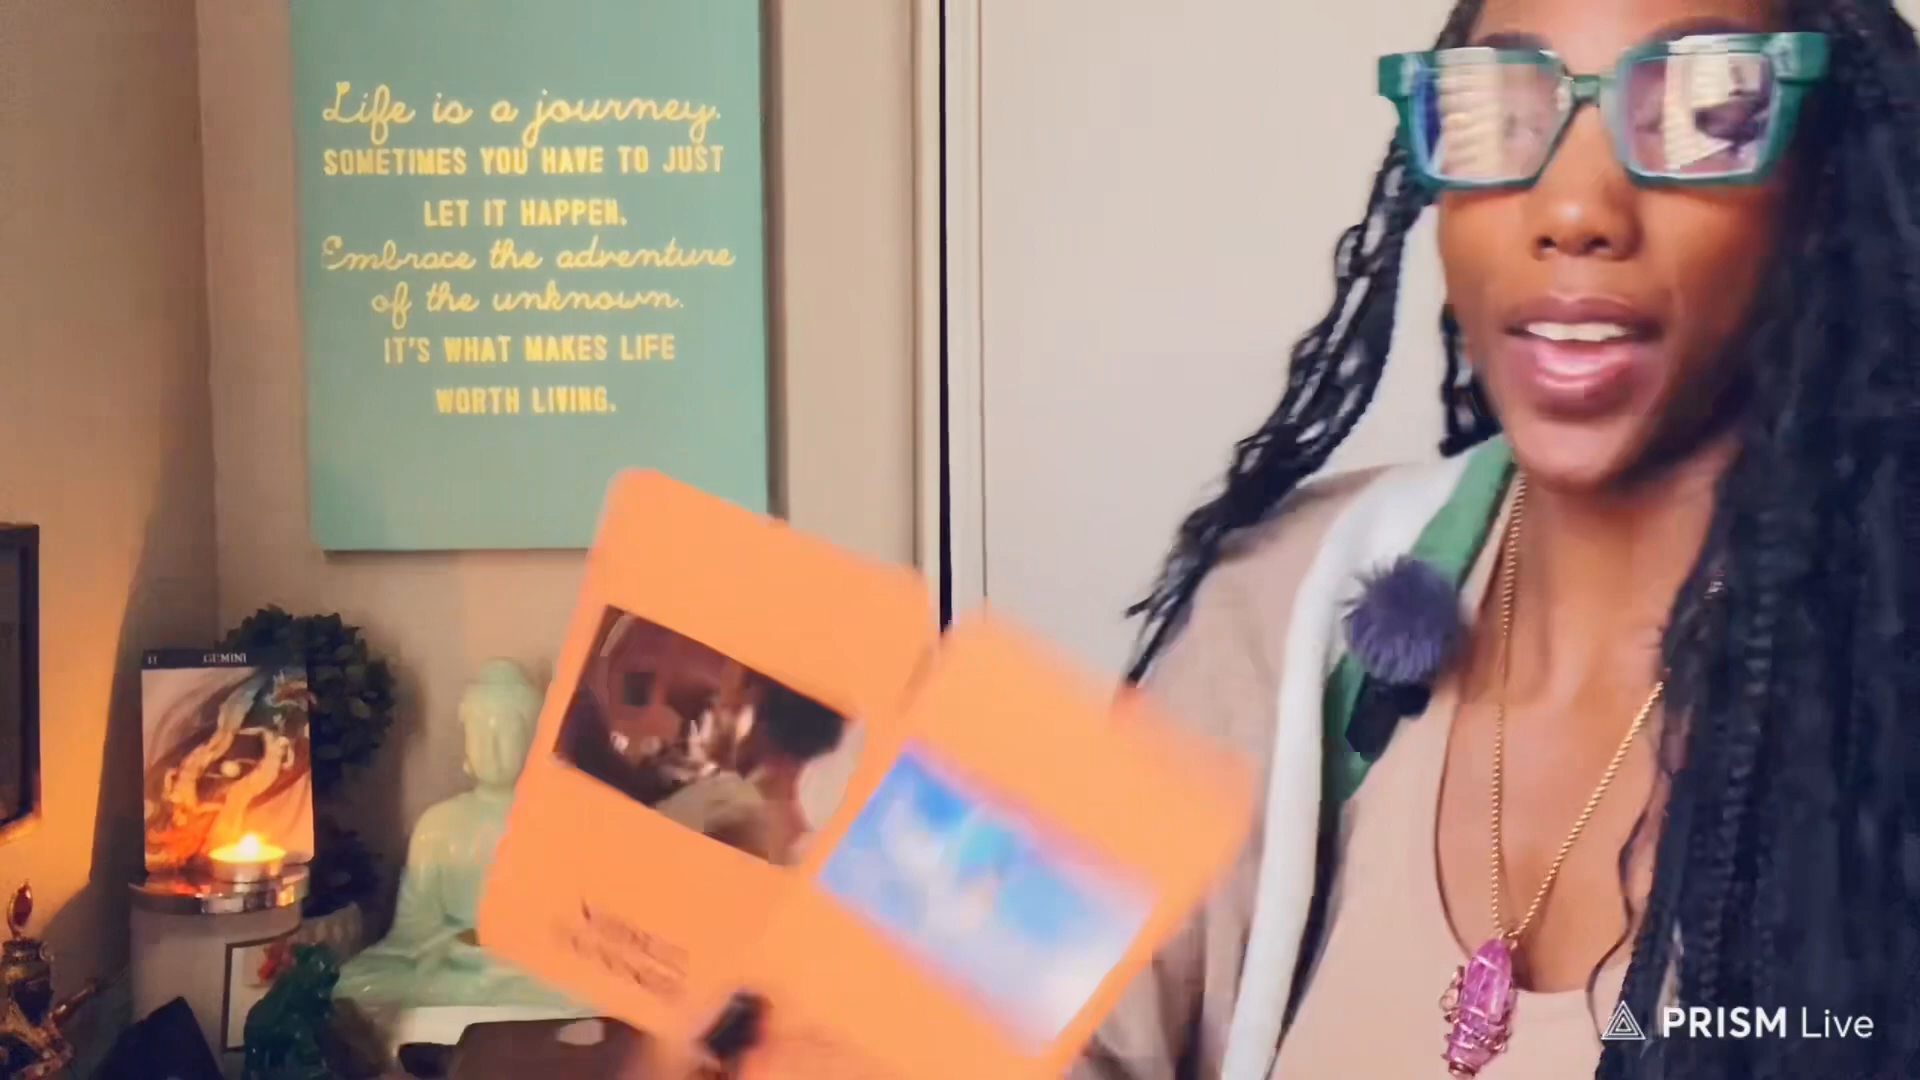 Life is a journey.
SOMETIMES YOU HAVE TO JUST
LET IT HAPPEN.
Embrace the adventure
of the unknown.
IT'S WHAT MAKES LIFE
WORTH LIVING.
II GEMINI
PRISM Live